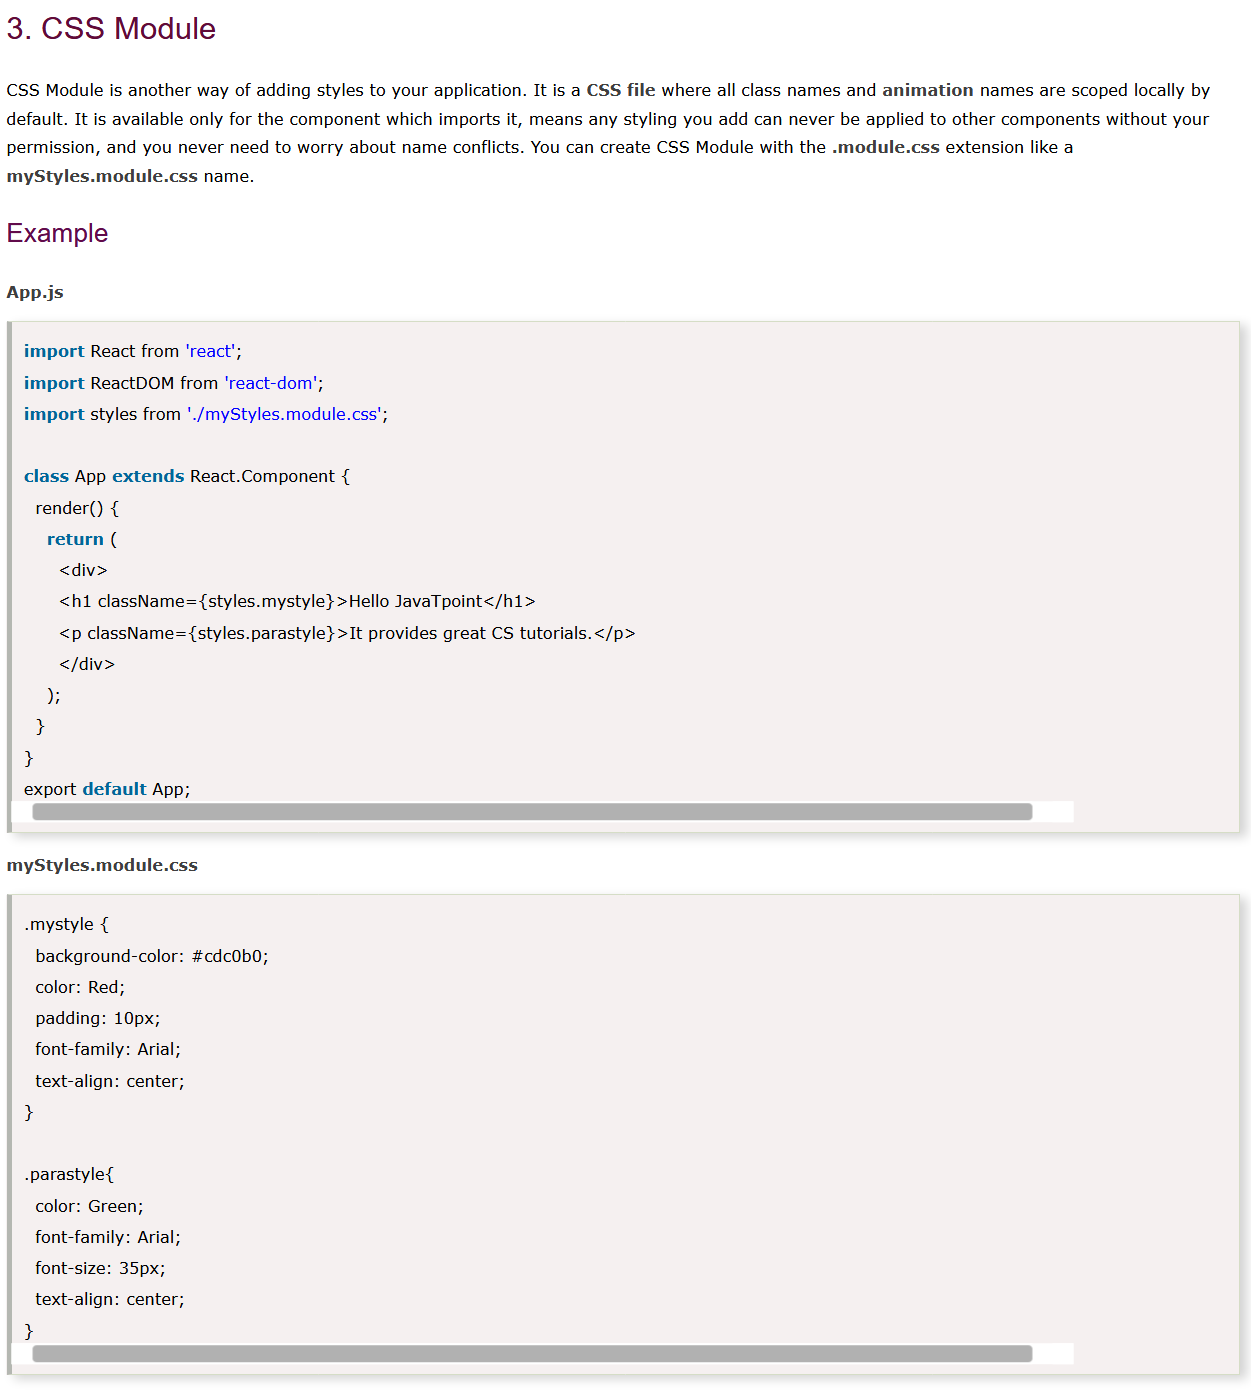 3. CSS Module
CSS Module is another way of adding styles to your application. It is a CSS file where all class names and animation names are scoped locally by
default. It is available only for the component which imports it, means any styling you add can never be applied to other components without your
permission, and you never need to worry about name conflicts. You can create CSS Module with the .module.css extension like a
myStyles.module.css name.
Example
App.js
import React from 'react';
import ReactDOM from 'react-dom';
import styles from './myStyles.module.css';
class App extends React.Component {
render() {
return (
<div>
<h1 className={styles.mystyle}>Hello JavaTpoint</h1>
<p className={styles.parastyle}>It provides great CS tutorials.</p>
</div>
);
}
}
export default App;
myStyles.module.css
.mystyle {
background-color: #cdc0b0;
color: Red;
padding: 10px;
font-family: Arial;
text-align: center;
}
.parastyle{
color: Green;
font-family: Arial;
font-size: 35px;
text-align: center;
}